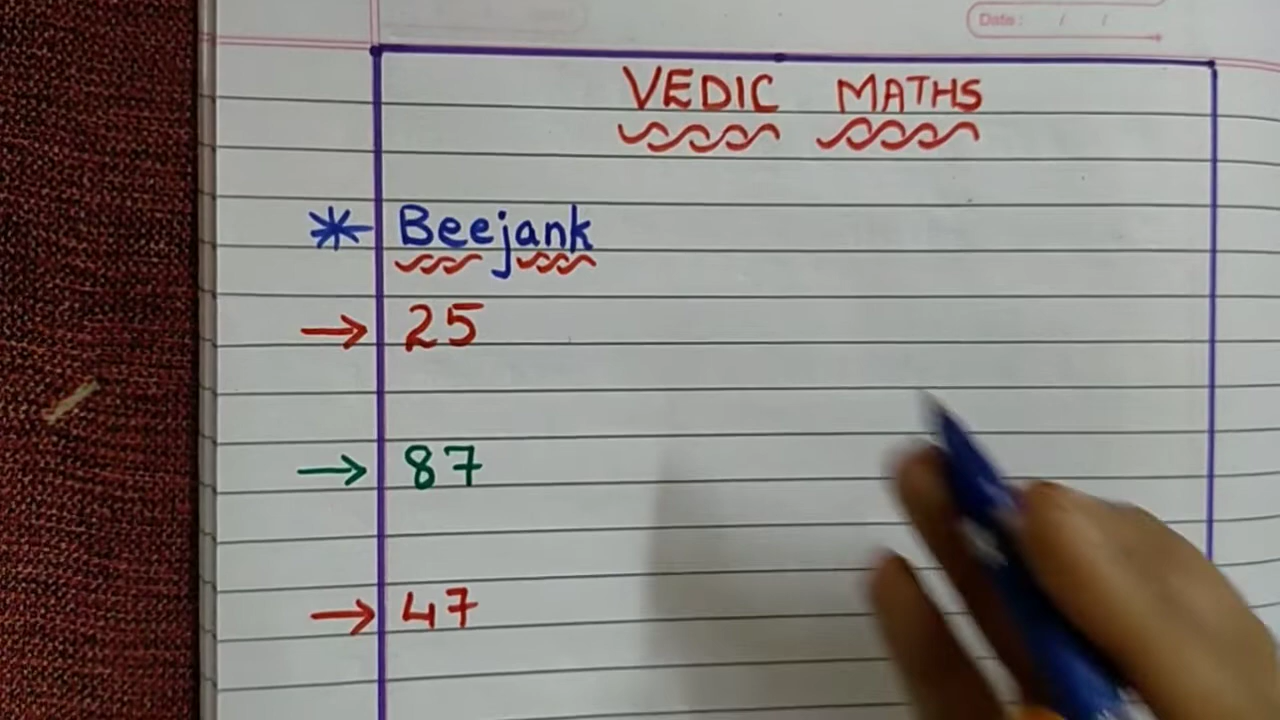 Date: / /
VEDIC MATHS
* Beejank
→ 25
→ 87
→ 47